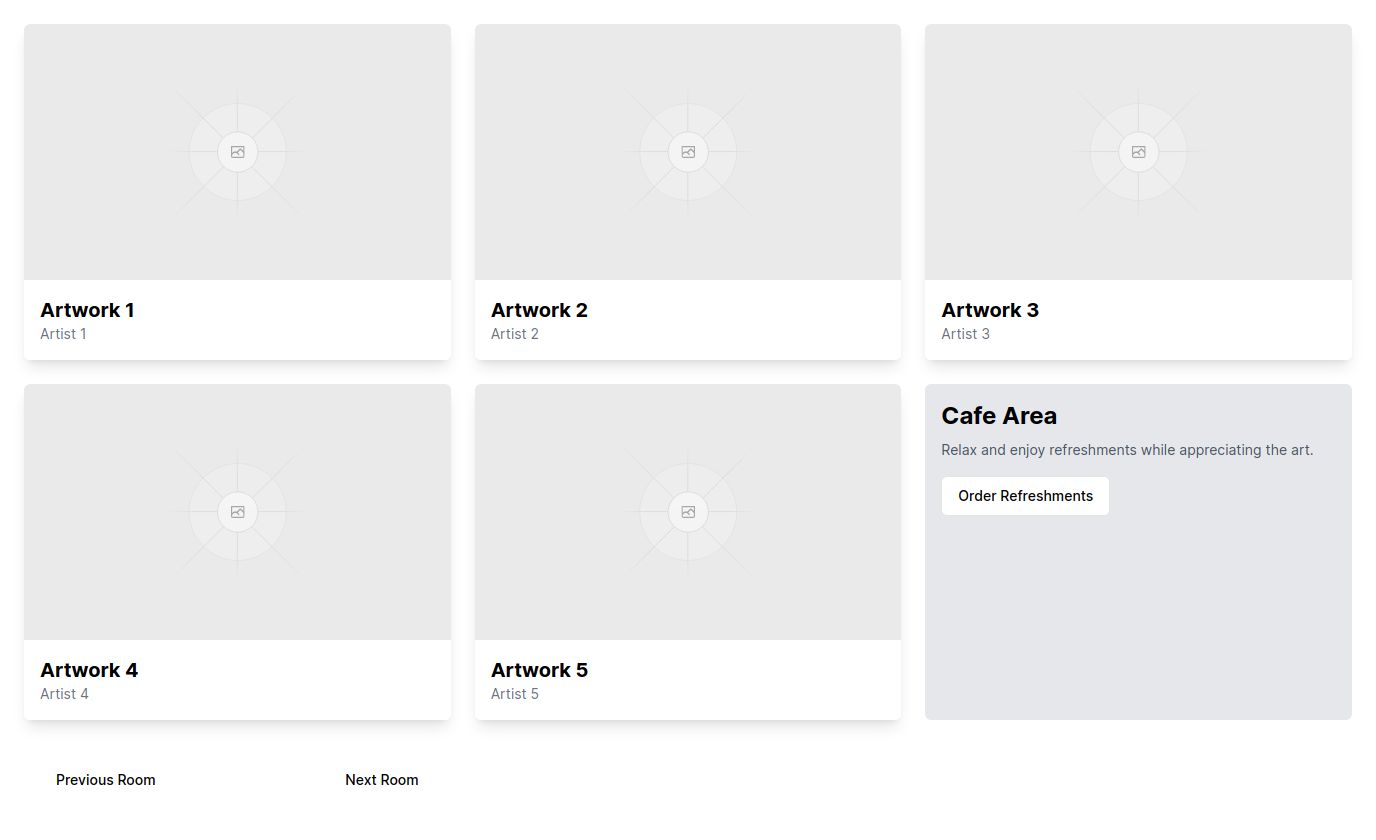 Artwork 1
Artist 1
Artwork 2
Artist 2
Artwork 3
Artist 3
Artwork 4
Artist 4
Artwork 5
Artist 5
Cafe Area
Relax and enjoy refreshments while appreciating the art.
Order Refreshments
Previous Room
Next Room